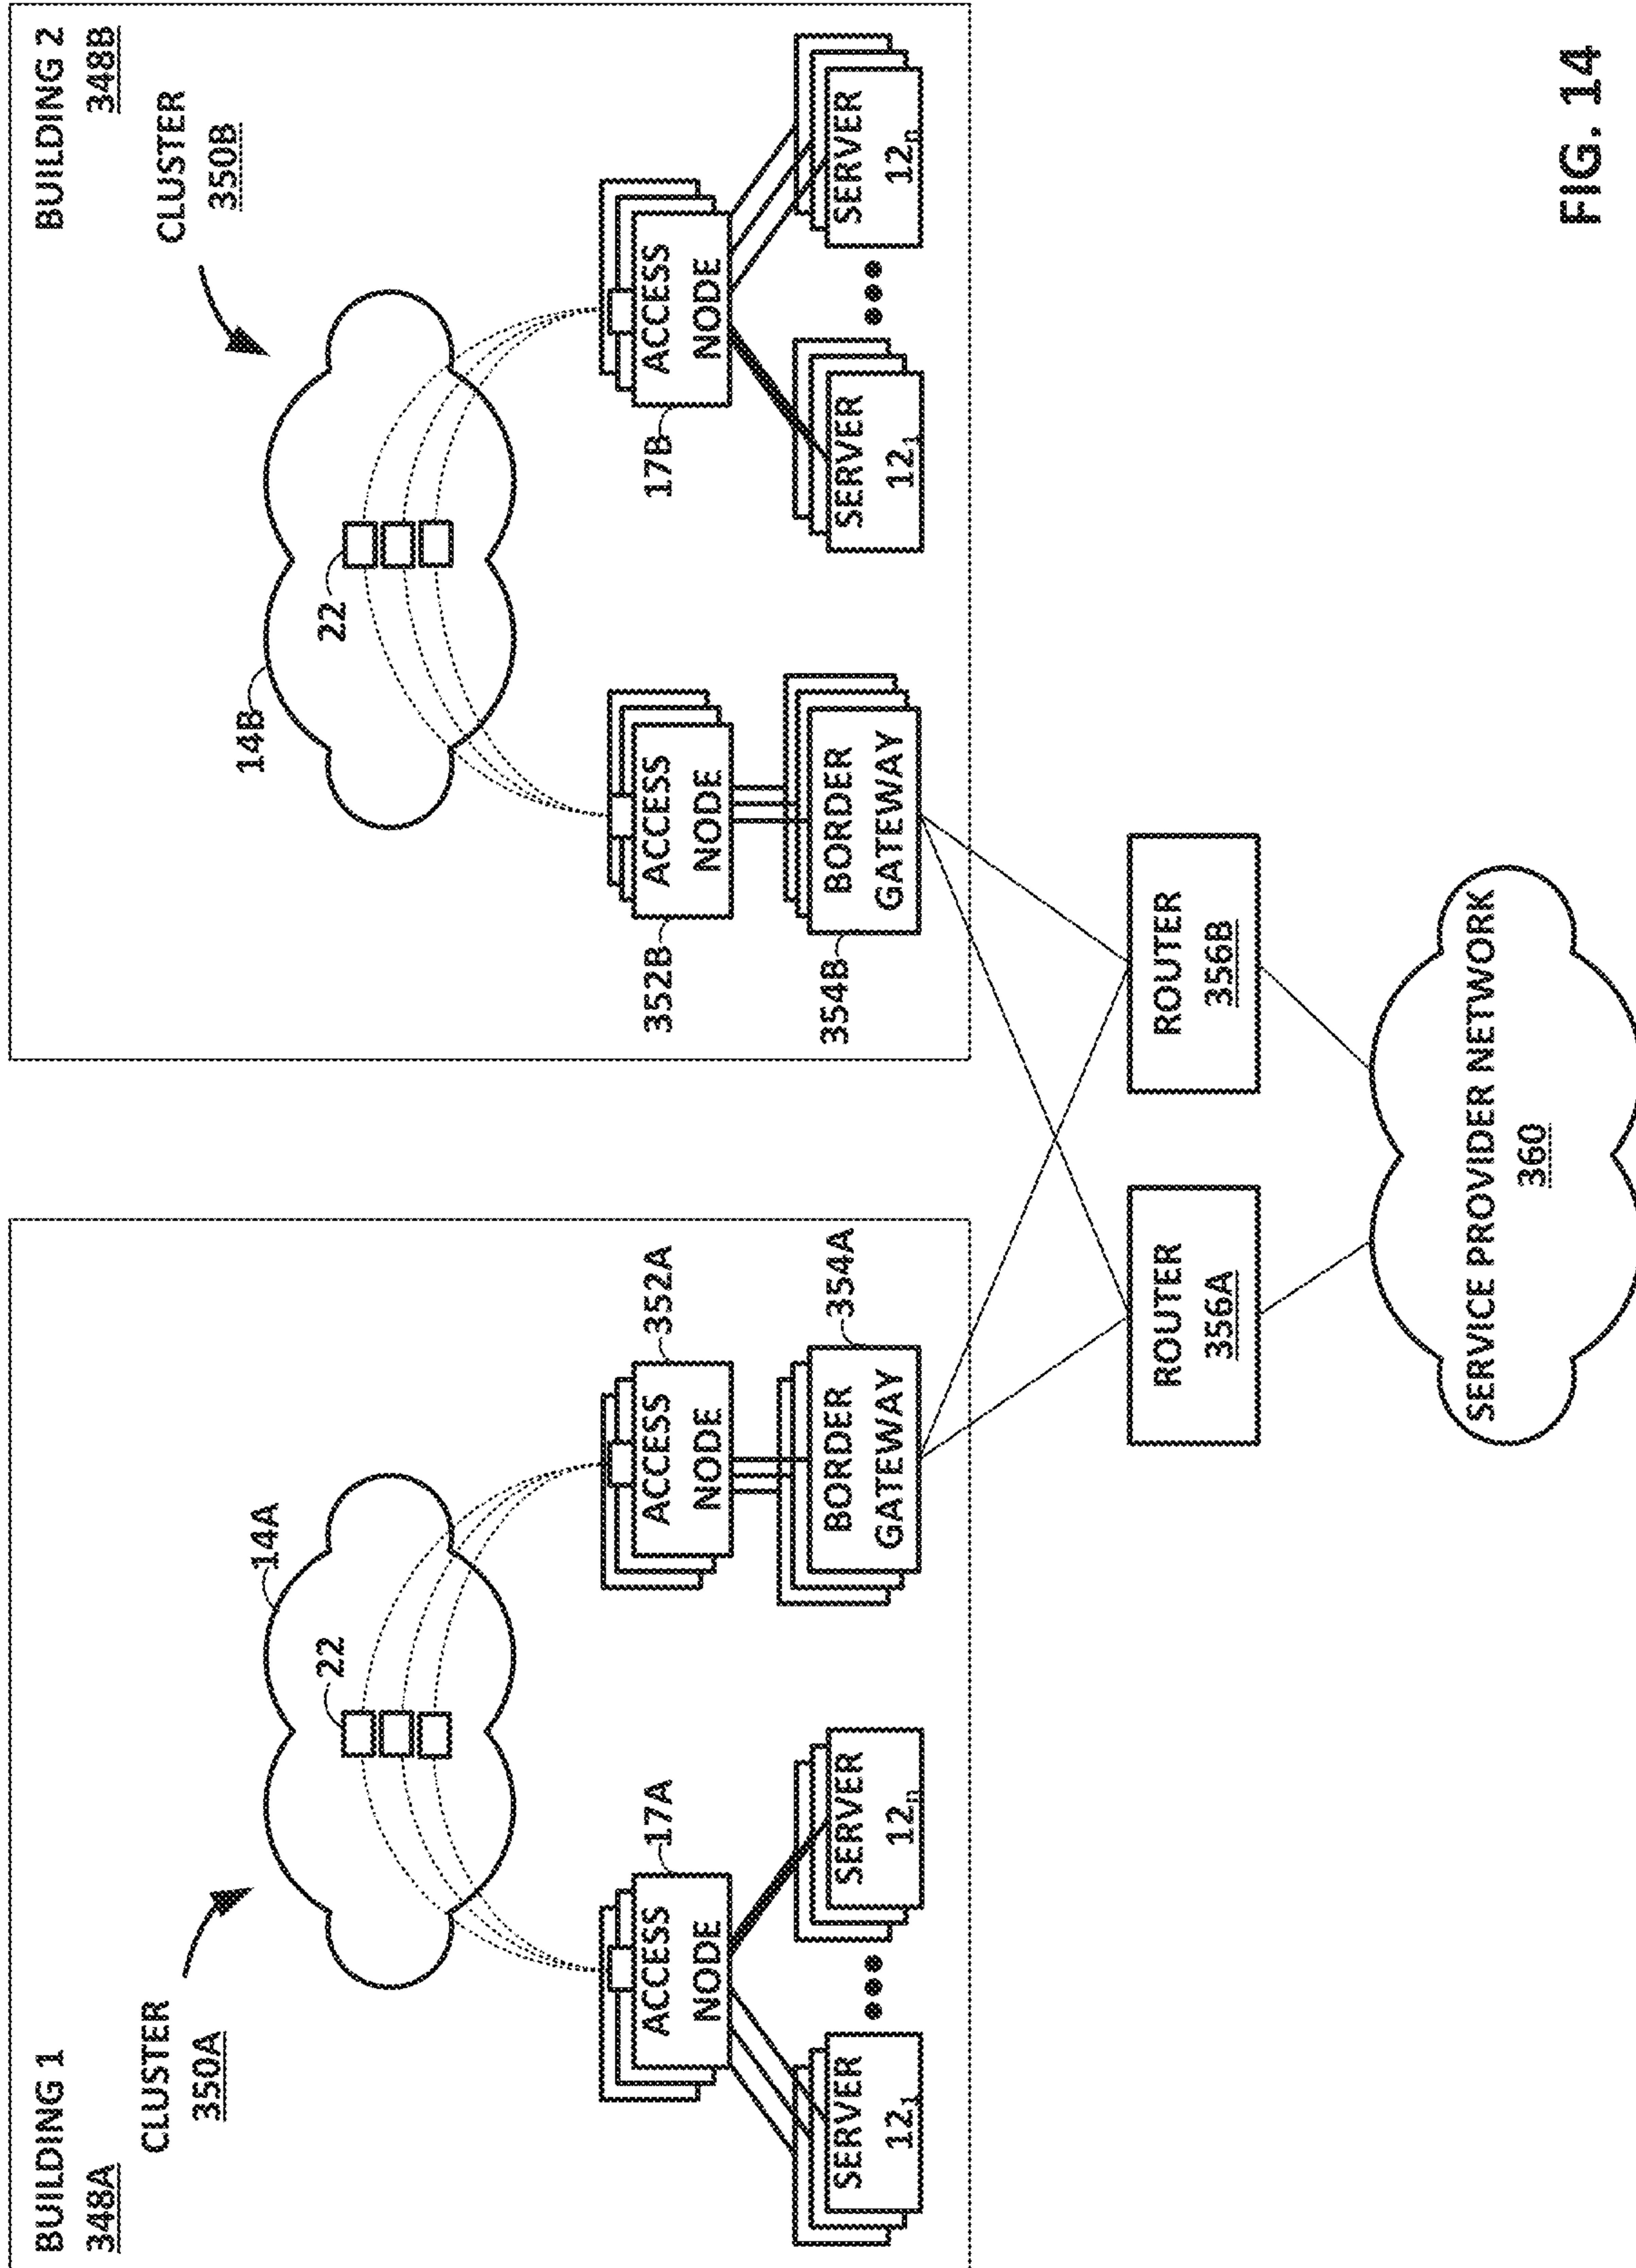 BUILDING 1
348A
CLUSTER
350A
14A
22
17A
ACCESS
NODE
352A
ACCESS
NODE
SERVER
12₁
SERVER
12ₙ
354A
BORDER
GATEWAY
BUILDING 2
348B
CLUSTER
350B
14B
22
352B
ACCESS
NODE
17B
ACCESS
NODE
354B
BORDER
GATEWAY
SERVER
12₁
SERVER
12ₙ
ROUTER
356A
ROUTER
356B
SERVICE PROVIDER NETWORK
360
FIG. 14